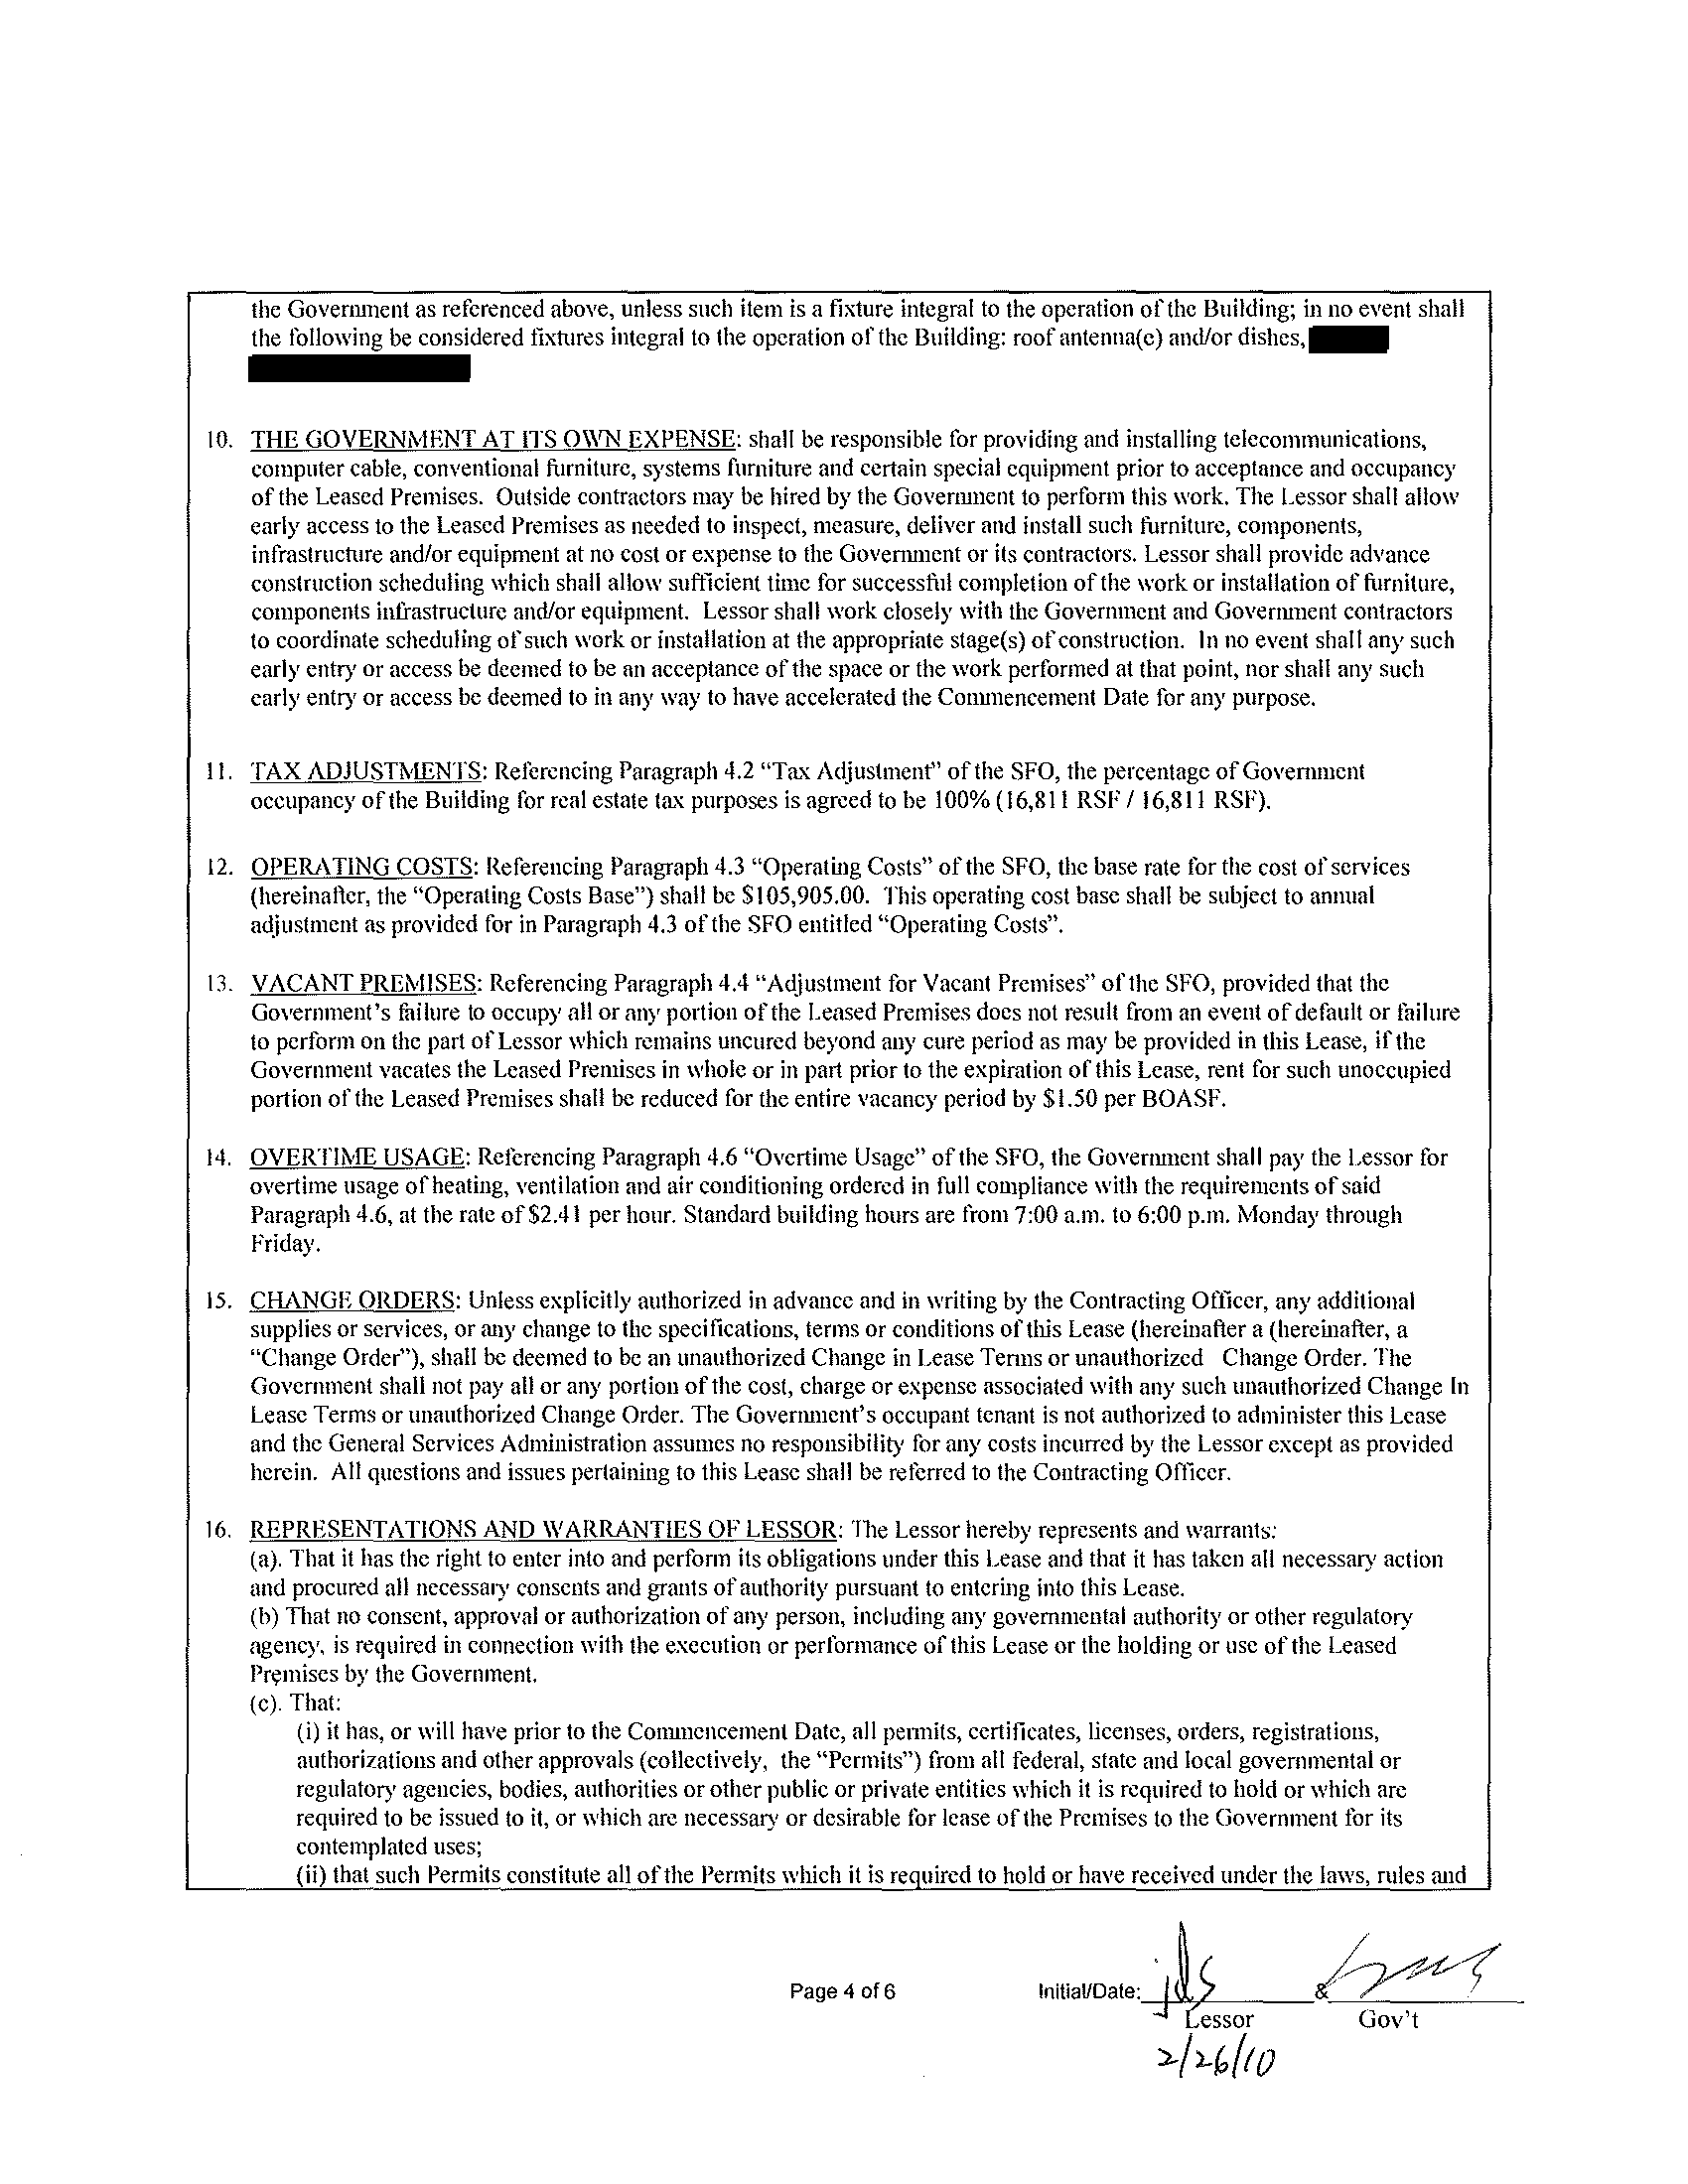 the Government as referenced above, unless such item is a fixture integral to the operation of the Building; in no event shall
the following be considered fixtures integral to the operation of the Building: roof antenna(e) and/or dishes,
10. THE GOVERNMENT AT ITS OWN EXPENSE: shall be responsible for providing and installing telecommunications,
computer cable, conventional furniture, systems furniture and certain special equipment prior to acceptance and occupancy
of the Leased Premises. Outside contractors may be hired by the Government to perform this work. The Lessor shall allow
early access to the Leased Premises as needed to inspect, measure, deliver and install such furniture, components,
infrastructure and/or equipment at no cost or expense to the Government or its contractors. Lessor shall provide advance
construction scheduling which shall allow sufficient time for successful completion of the work or installation of furniture,
components infrastructure and/or equipment. Lessor shall work closely with the Government and Government contractors
to coordinate scheduling of such work or installation at the appropriate stage(s) of construction. In no event shall any such
early entry or access be deemed to be an acceptance of the space or the work performed at that point, nor shall any such
early entry or access be deemed to in any way to have accelerated the Commencement Date for any purpose.
11. TAX ADJUSTMENTS: Referencing Paragraph 4.2 “Tax Adjustment” of the SFO, the percentage of Government
occupancy of the Building for real estate tax purposes is agreed to be 100% (16,811 RSF / 16,811 RSF).
12. OPERATING COSTS: Referencing Paragraph 4.3 “Operating Costs” of the SFO, the base rate for the cost of services
(hereinafter, the “Operating Costs Base”) shall be $105,905.00. This operating cost base shall be subject to annual
adjustment as provided for in Paragraph 4.3 of the SFO entitled “Operating Costs”.
13. VACANT PREMISES: Referencing Paragraph 4.4 “Adjustment for Vacant Premises” of the SFO, provided that the
Government’s failure to occupy all or any portion of the Leased Premises does not result from an event of default or failure
to perform on the part of Lessor which remains uncured beyond any cure period as may be provided in this Lease, if the
Government vacates the Leased Premises in whole or in part prior to the expiration of this Lease, rent for such unoccupied
portion of the Leased Premises shall be reduced for the entire vacancy period by $1.50 per BOASF.
14. OVERTIME USAGE: Referencing Paragraph 4.6 “Overtime Usage” of the SFO, the Government shall pay the Lessor for
overtime usage of heating, ventilation and air conditioning ordered in full compliance with the requirements of said
Paragraph 4.6, at the rate of $2.41 per hour. Standard building hours are from 7:00 a.m. to 6:00 p.m. Monday through
Friday.
15. CHANGE ORDERS: Unless explicitly authorized in advance and in writing by the Contracting Officer, any additional
supplies or services, or any change to the specifications, terms or conditions of this Lease (hereinafter a (hereinafter, a
“Change Order”), shall be deemed to be an unauthorized Change in Lease Terms or unauthorized Change Order. The
Government shall not pay all or any portion of the cost, charge or expense associated with any such unauthorized Change In
Lease Terms or unauthorized Change Order. The Government’s occupant tenant is not authorized to administer this Lease
and the General Services Administration assumes no responsibility for any costs incurred by the Lessor except as provided
herein. All questions and issues pertaining to this Lease shall be referred to the Contracting Officer.
16. REPRESENTATIONS AND WARRANTIES OF LESSOR: The Lessor hereby represents and warrants:
(a). That it has the right to enter into and perform its obligations under this Lease and that it has taken all necessary action
and procured all necessary consents and grants of authority pursuant to entering into this Lease.
(b) That no consent, approval or authorization of any person, including any governmental authority or other regulatory
agency, is required in connection with the execution or performance of this Lease or the holding or use of the Leased
Premises by the Government.
(c). That:
(i) it has, or will have prior to the Commencement Date, all permits, certificates, licenses, orders, registrations,
authorizations and other approvals (collectively, the “Permits”) from all federal, state and local governmental or
regulatory agencies, bodies, authorities or other public or private entities which it is required to hold or which are
required to be issued to it, or which are necessary or desirable for lease of the Premises to the Government for its
contemplated uses;
(ii) that such Permits constitute all of the Permits which it is required to hold or have received under the laws, rules and
Page 4 of 6 Initial/Date: jds &
Lessor Gov’t
2/26/10